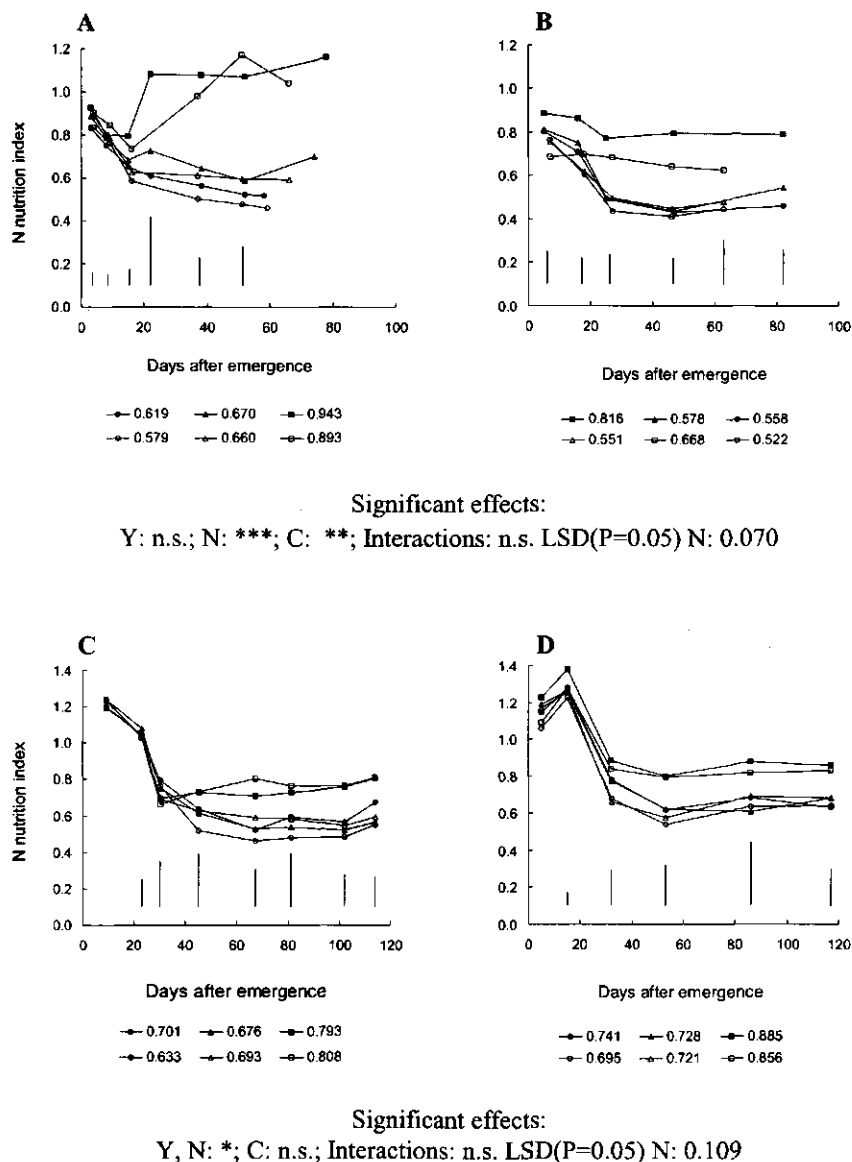 A
B
1.2
1.0
0.8
0.6
0.4
0.2
0.0
N nutrition index
0 20 40 60 80 100
Days after emergence
1.2
1.0
0.8
0.6
0.4
0.2
0.0
0 20 40 60 80 100
Days after emergence
0.619 0.670 0.943
0.579 0.660 0.893
0.816 0.578 0.558
0.551 0.668 0.522
Significant effects:
Y: n.s.; N: ***; C: **; Interactions: n.s. LSD(P=0.05) N: 0.070
C
D
1.4
1.2
1.0
0.8
0.6
0.4
0.2
0.0
N nutrition index
0 20 40 60 80 100 120
Days after emergence
1.4
1.2
1.0
0.8
0.6
0.4
0.2
0.0
0 20 40 60 80 100 120
Days after emergence
0.701 0.676 0.793
0.633 0.693 0.808
0.741 0.728 0.885
0.695 0.721 0.856
Significant effects:
Y, N: *; C: n.s.; Interactions: n.s. LSD(P=0.05) N: 0.109